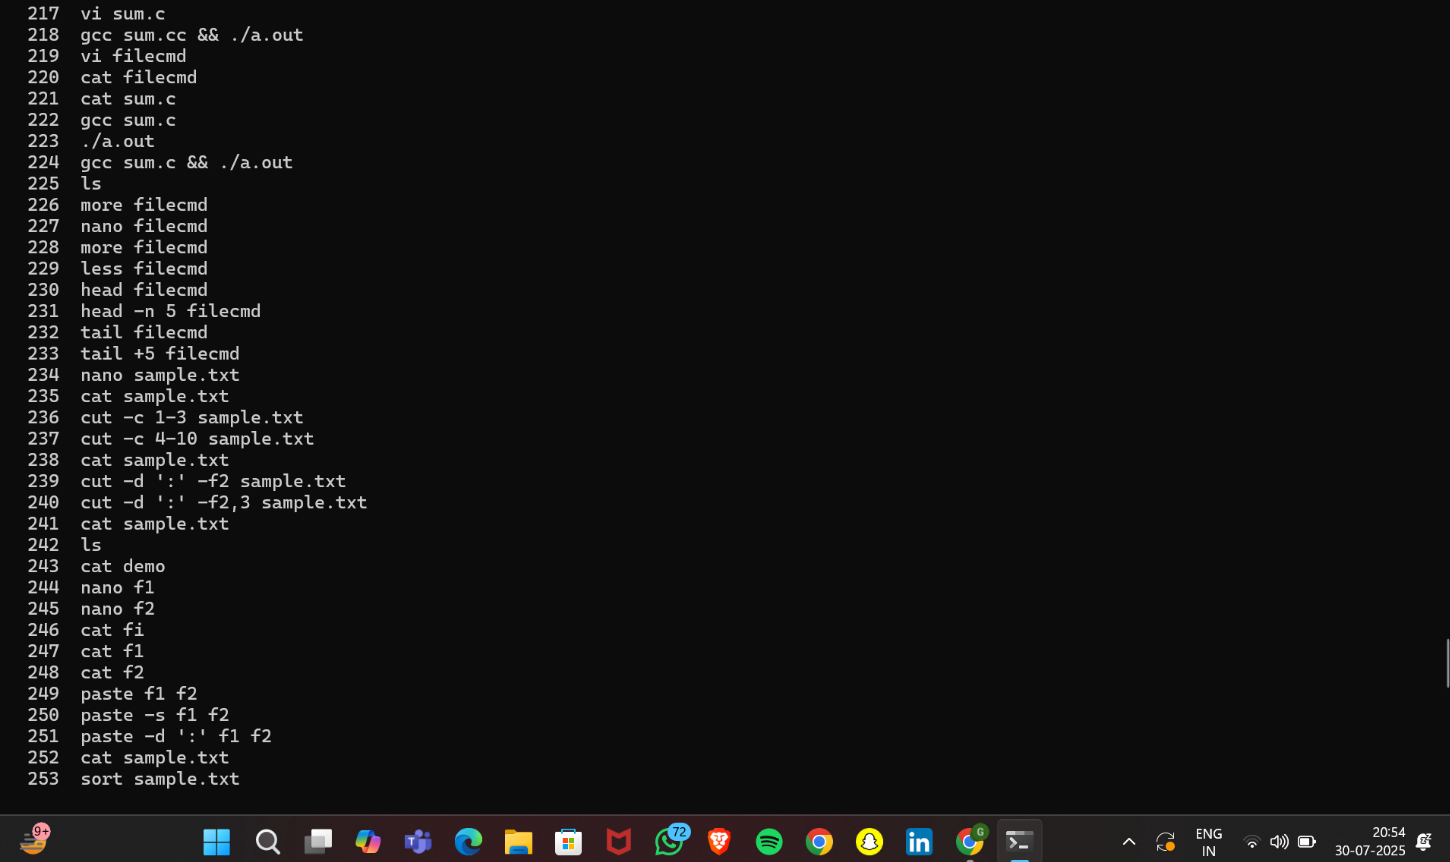 217 vi sum.c
218 gcc sum.cc && ./a.out
219 vi filecmd
220 cat filecmd
221 cat sum.c
222 gcc sum.c
223 ./a.out
224 gcc sum.c && ./a.out
225 ls
226 more filecmd
227 nano filecmd
228 more filecmd
229 less filecmd
230 head filecmd
231 head -n 5 filecmd
232 tail filecmd
233 tail +5 filecmd
234 nano sample.txt
235 cat sample.txt
236 cut -c 1-3 sample.txt
237 cut -c 4-10 sample.txt
238 cat sample.txt
239 cut -d ':' -f2 sample.txt
240 cut -d ':' -f2,3 sample.txt
241 cat sample.txt
242 ls
243 cat demo
244 nano f1
245 nano f2
246 cat fi
247 cat f1
248 cat f2
249 paste f1 f2
250 paste -s f1 f2
251 paste -d ':' f1 f2
252 cat sample.txt
253 sort sample.txt
9+
72
in
G
ENG
IN
20:54
30-07-2025